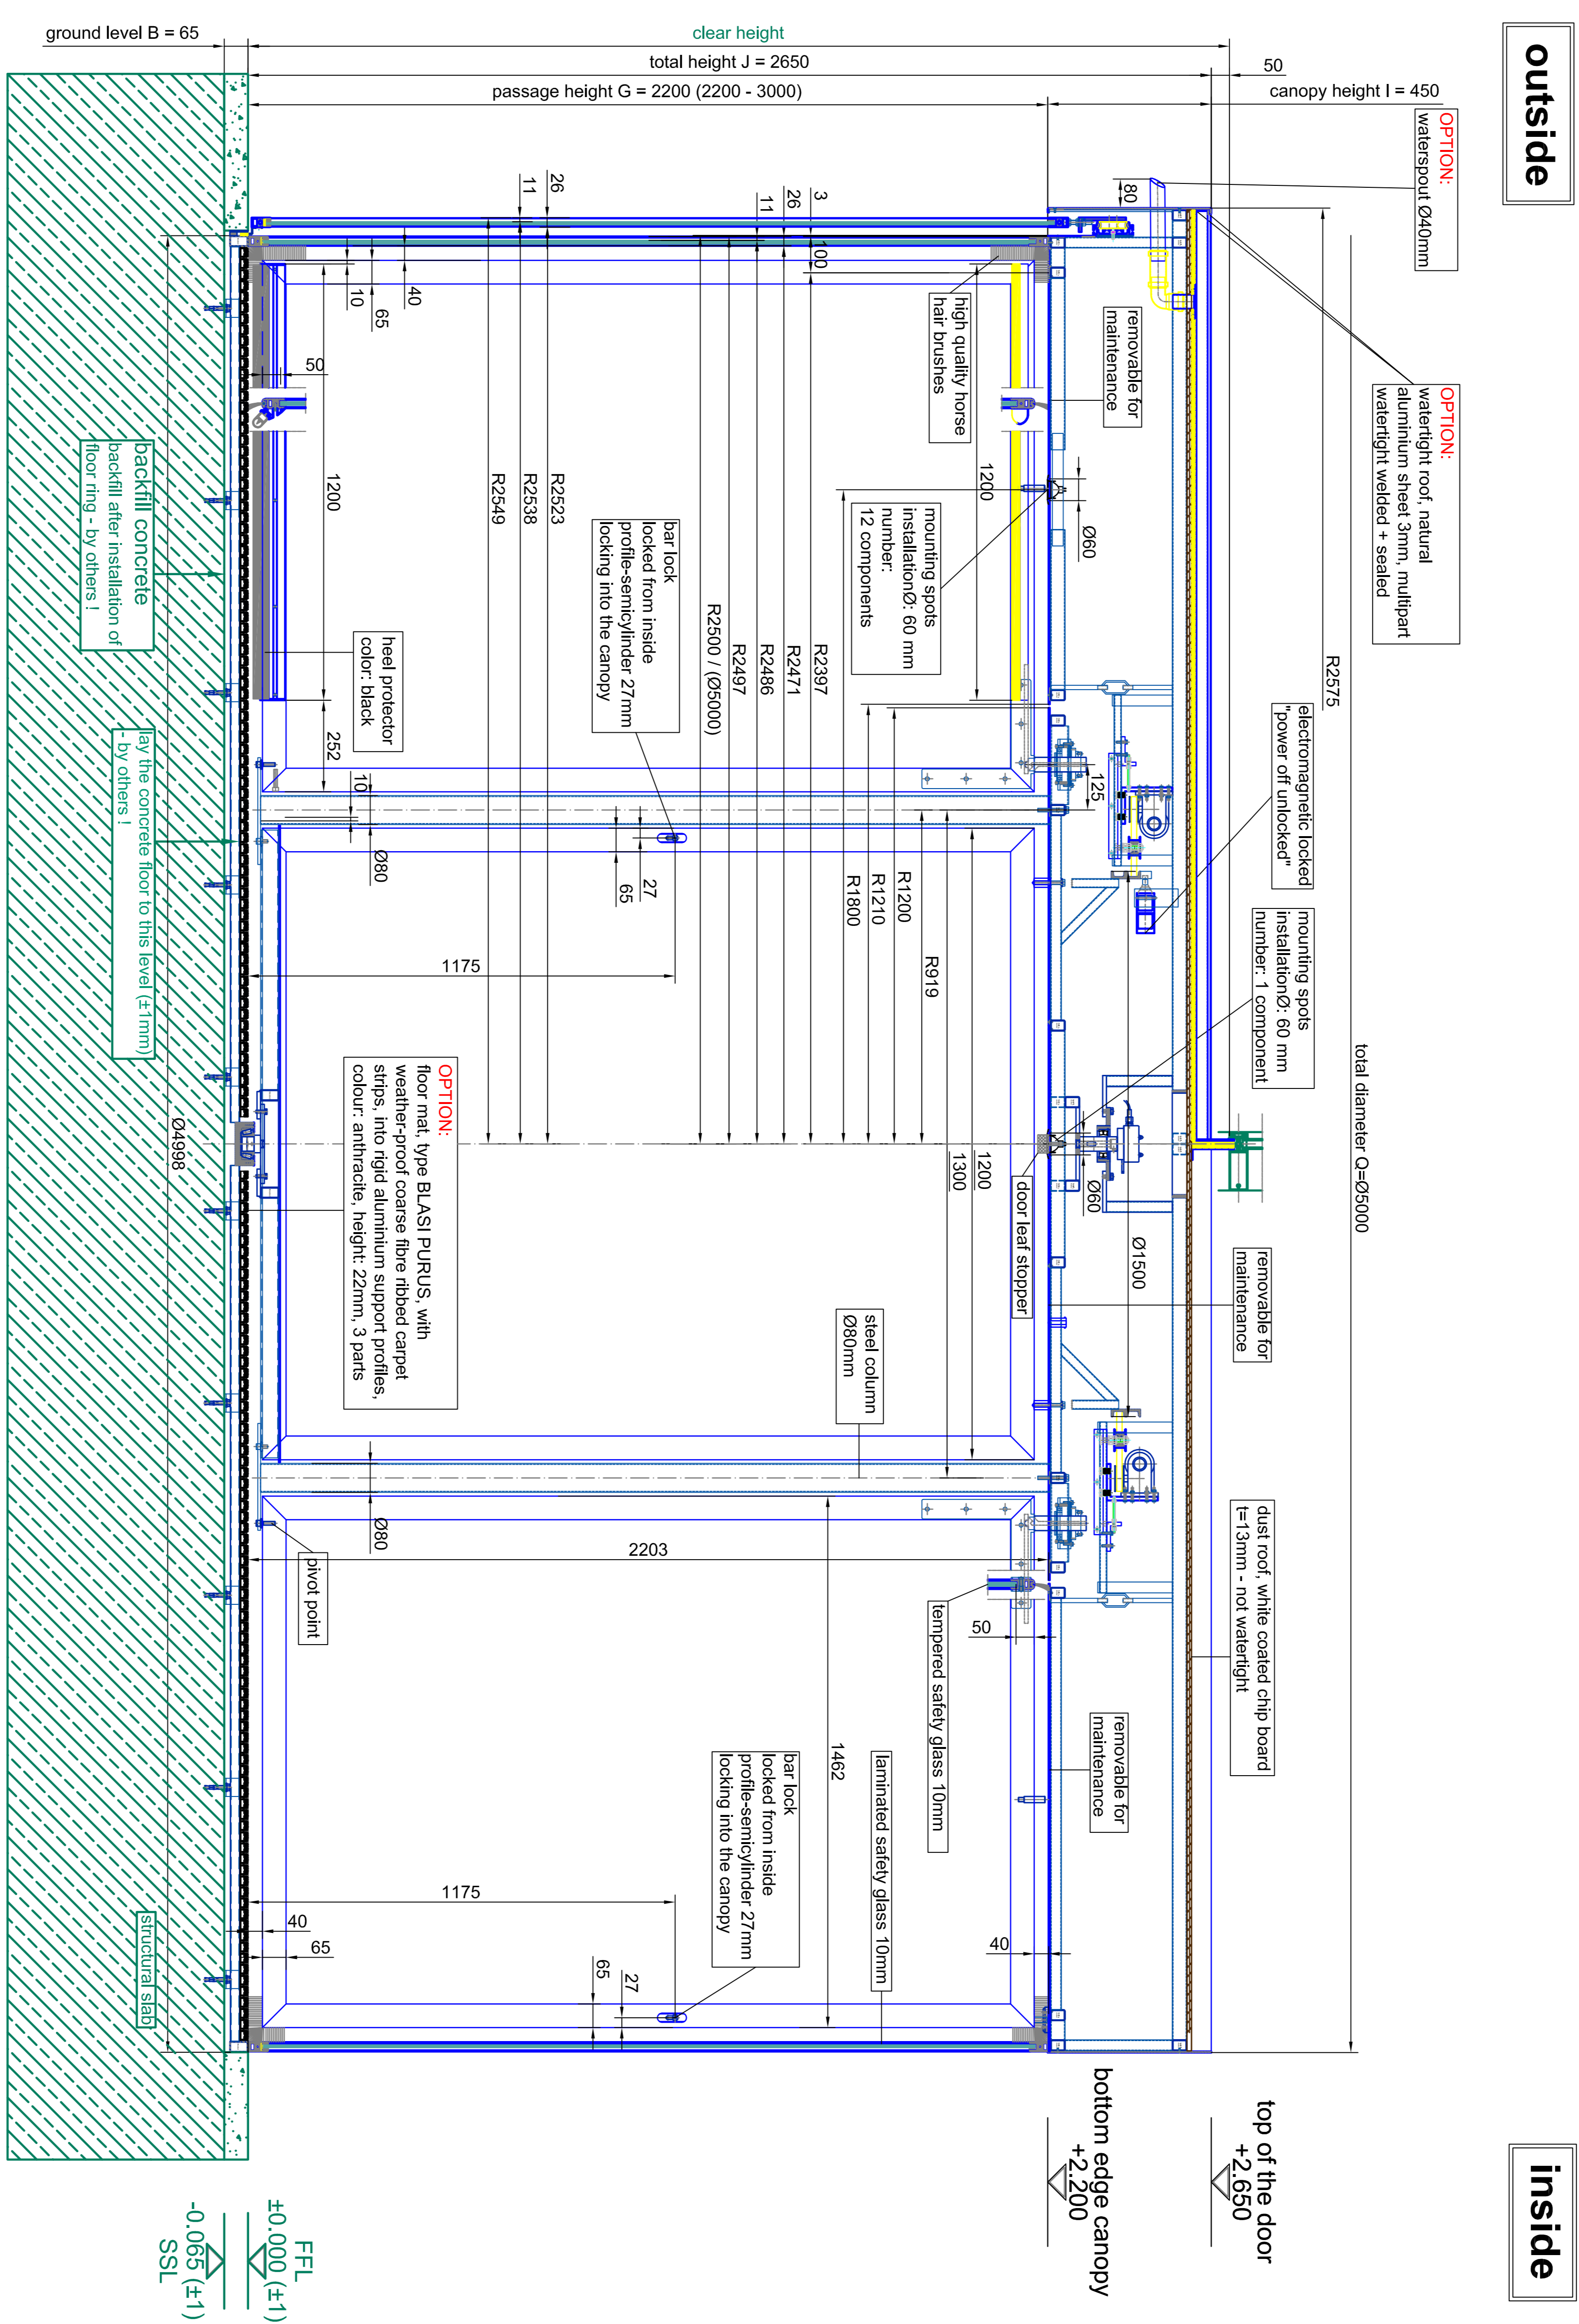 outside
inside
ground level B = 65
clear height
total height J = 2650
50
passage height G = 2200 (2200 - 3000)
canopy height I = 450
OPTION:
waterspout Ø40mm
OPTION:
watertight roof, natural
aluminium sheet 3mm, multipart
watertight welded + sealed
80
R2575
total diameter Q=Ø5000
electromagnetic locked
"power off unlocked"
mounting spots
installationØ: 60 mm
number: 1 component
removable for
maintenance
dust roof, white coated chip board
t=13mm - not watertight
top of the door
+2.650
bottom edge canopy
+2.200
removable for
maintenance
high quality horse
hair brushes
1200
Ø60
mounting spots
installationØ: 60 mm
number:
12 components
125
Ø1500
Ø60
door leaf stopper
removable for
maintenance
3
100
26
11
26
11
R2397
R2471
R2486
R2497
R2500 / (Ø5000)
R2523
R2538
R2549
R1200
R1210
R1800
R919
1200
1300
bar lock
locked from inside
profile-semicylinder 27mm
locking into the canopy
40
65
10
50
1200
252
10
Ø80
27
65
1175
heel protector
color: black
steel column
Ø80mm
2203
50
tempered safety glass 10mm
laminated safety glass 10mm
1462
bar lock
locked from inside
profile-semicylinder 27mm
locking into the canopy
1175
40
27
65
40
65
Ø80
pivot point
OPTION:
floor mat, type BLASI PURUS, with
weather-proof coarse fibre ribbed carpet
strips, into rigid aluminium support profiles,
colour: anthracite, height: 22mm, 3 parts
Ø4998
backfill concrete
backfill after installation of
floor ring - by others !
lay the concrete floor to this level (±1mm)
- by others !
structural slab
FFL
±0.000 (±1)
-0.065 (±1)
SSL